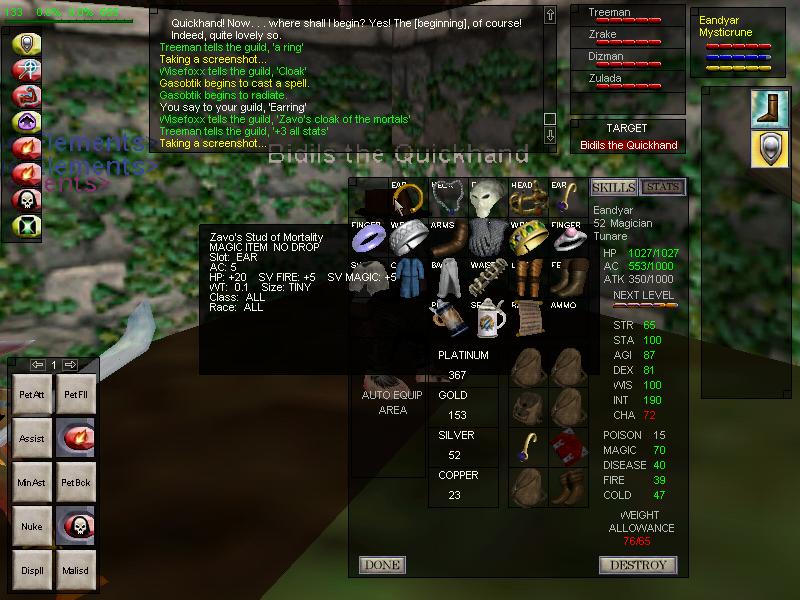 133 0.0% 0.0% 655
Quickhand! Now. . . where shall I begin? Yes! The [beginning], of course!
Indeed, quite lovely so.
Treeman tells the guild, 'a ring'
Taking a screenshot...
Wisefoxx tells the guild, 'Cloak'
Gasobtik begins to cast a spell.
Gasobtik begins to radiate.
You say to your guild, 'Earring'
Wisefoxx tells the guild, 'Zavo's cloak of the mortals'
Treeman tells the guild, '+3 all stats'
Taking a screenshot...
Treeman
Zrake
Dizman
Zulada
TARGET
Bidils the Quickhand
Eandyar
Mysticrune
Bidils the Quickhand
Elements>
Elements>
ents>
EAR NECK HEAD EAR
FINGER ARMS FINGER
WAIST
AMMO
Zavo's Stud of Mortality
MAGIC ITEM NO DROP
Slot: EAR
AC: 5
HP: +20 SV FIRE: +5 SV MAGIC: +5
WT: 0.1 Size: TINY
Class: ALL
Race: ALL
SKILLS STATS
Eandyar
52 Magician
Tunare
HP 1027/1027
AC 553/1000
ATK 350/1000
NEXT LEVEL
STR 65
STA 100
AGI 87
DEX 81
WIS 100
INT 190
CHA 72
POISON 15
MAGIC 70
DISEASE 40
FIRE 39
COLD 47
WEIGHT
ALLOWANCE
76/65
AUTO EQUIP
AREA
PLATINUM
367
GOLD
153
SILVER
52
COPPER
23
DONE
DESTROY
1
PetAtt PetFll
Assist
MinAst PetBck
Nuke
Displl Malisd